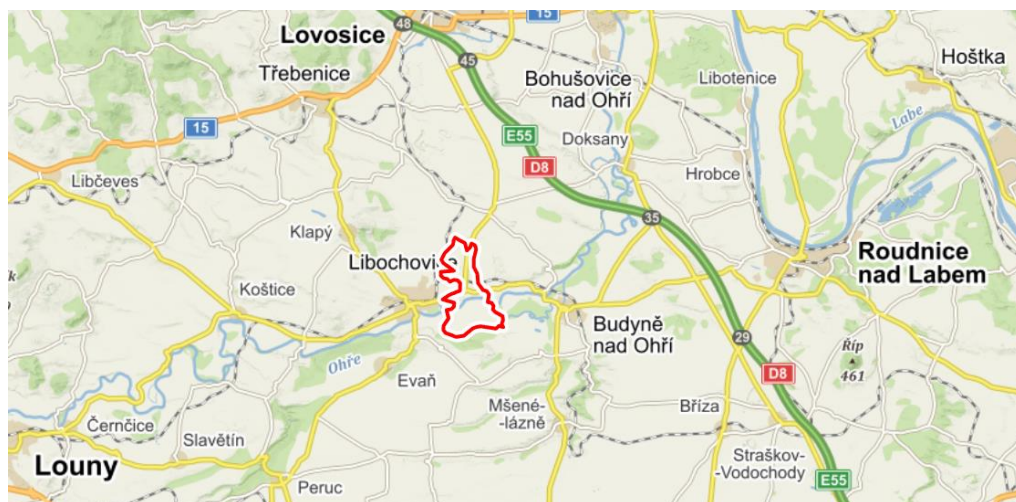 48
15
Lovosice
45
Třebenice
Hoštka
Bohušovice
nad Ohří
Libotenice
15
E55
Labe
Doksany
Libčeves
D8
Hrobce
35
Klapý
Roudnice
nad Labem
Libochovice
Koštice
Budyně
nad Ohří
29
Říp
461
Ohře
D8
Evaň
Mšené-
-lázně
Bříza
Černčice
Slavětín
Straškov-
-Vodochody
Louny
Peruc
E55